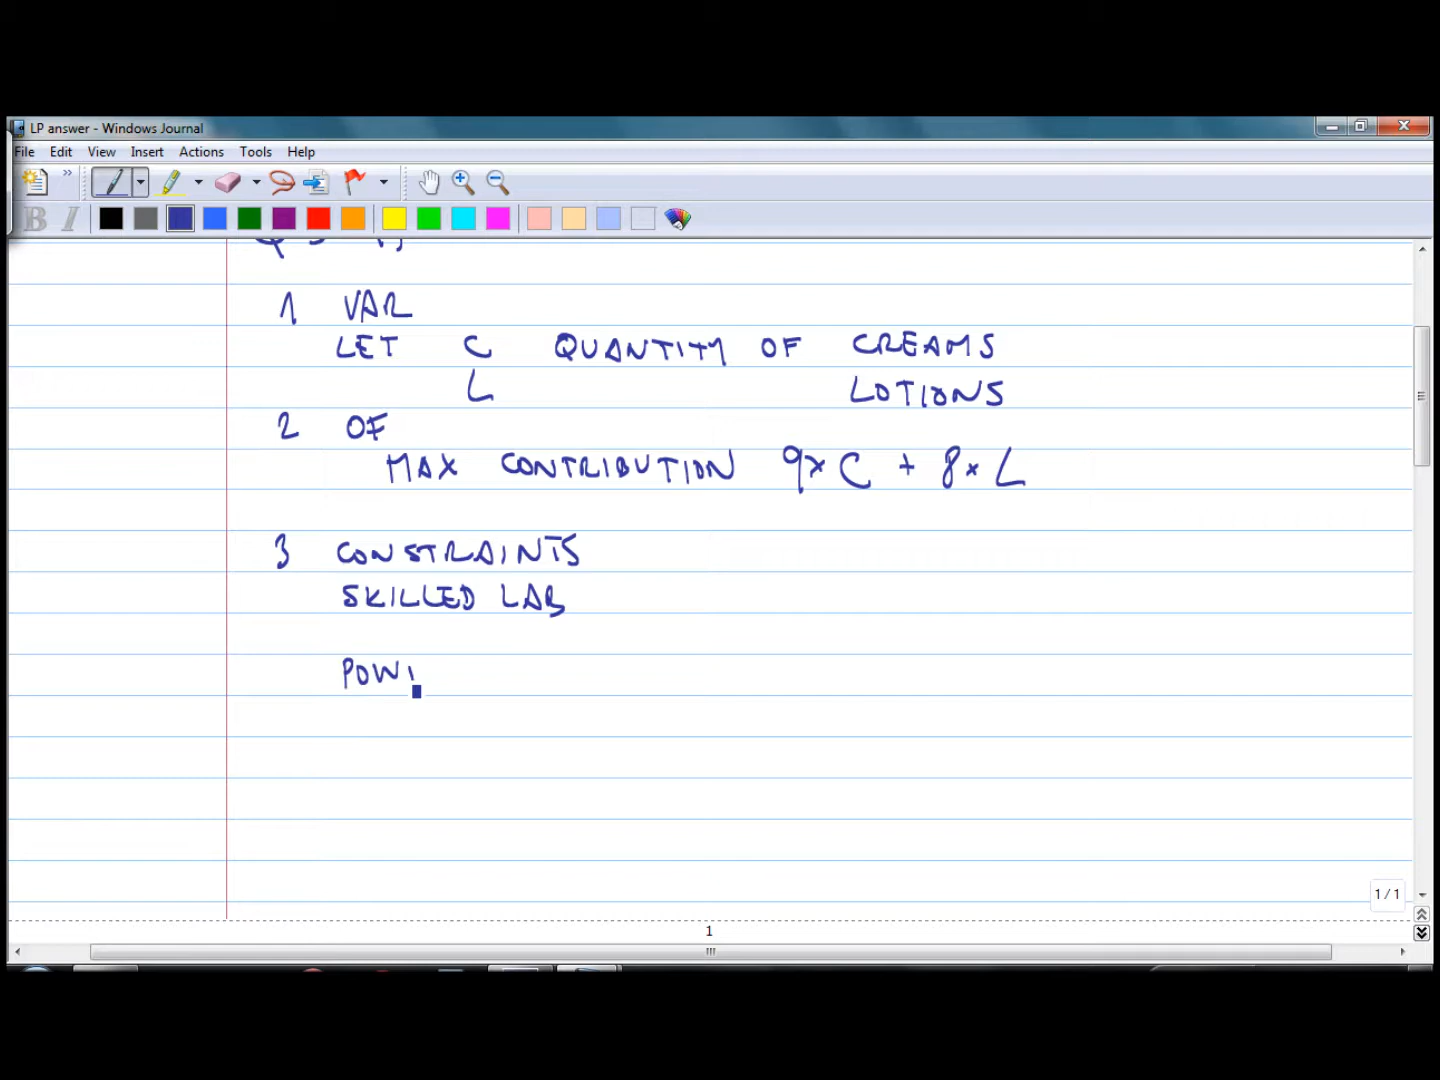 LP answer - Windows Journal
File Edit View Insert Actions Tools Help
B I
1 VAR
LET C QUANTITY OF CREAMS
L LOTIONS
2 OF
MAX CONTRIBUTION 9× C + 8× L
3 CONSTRAINTS
SKILLED LAB
POW
1 / 1
1